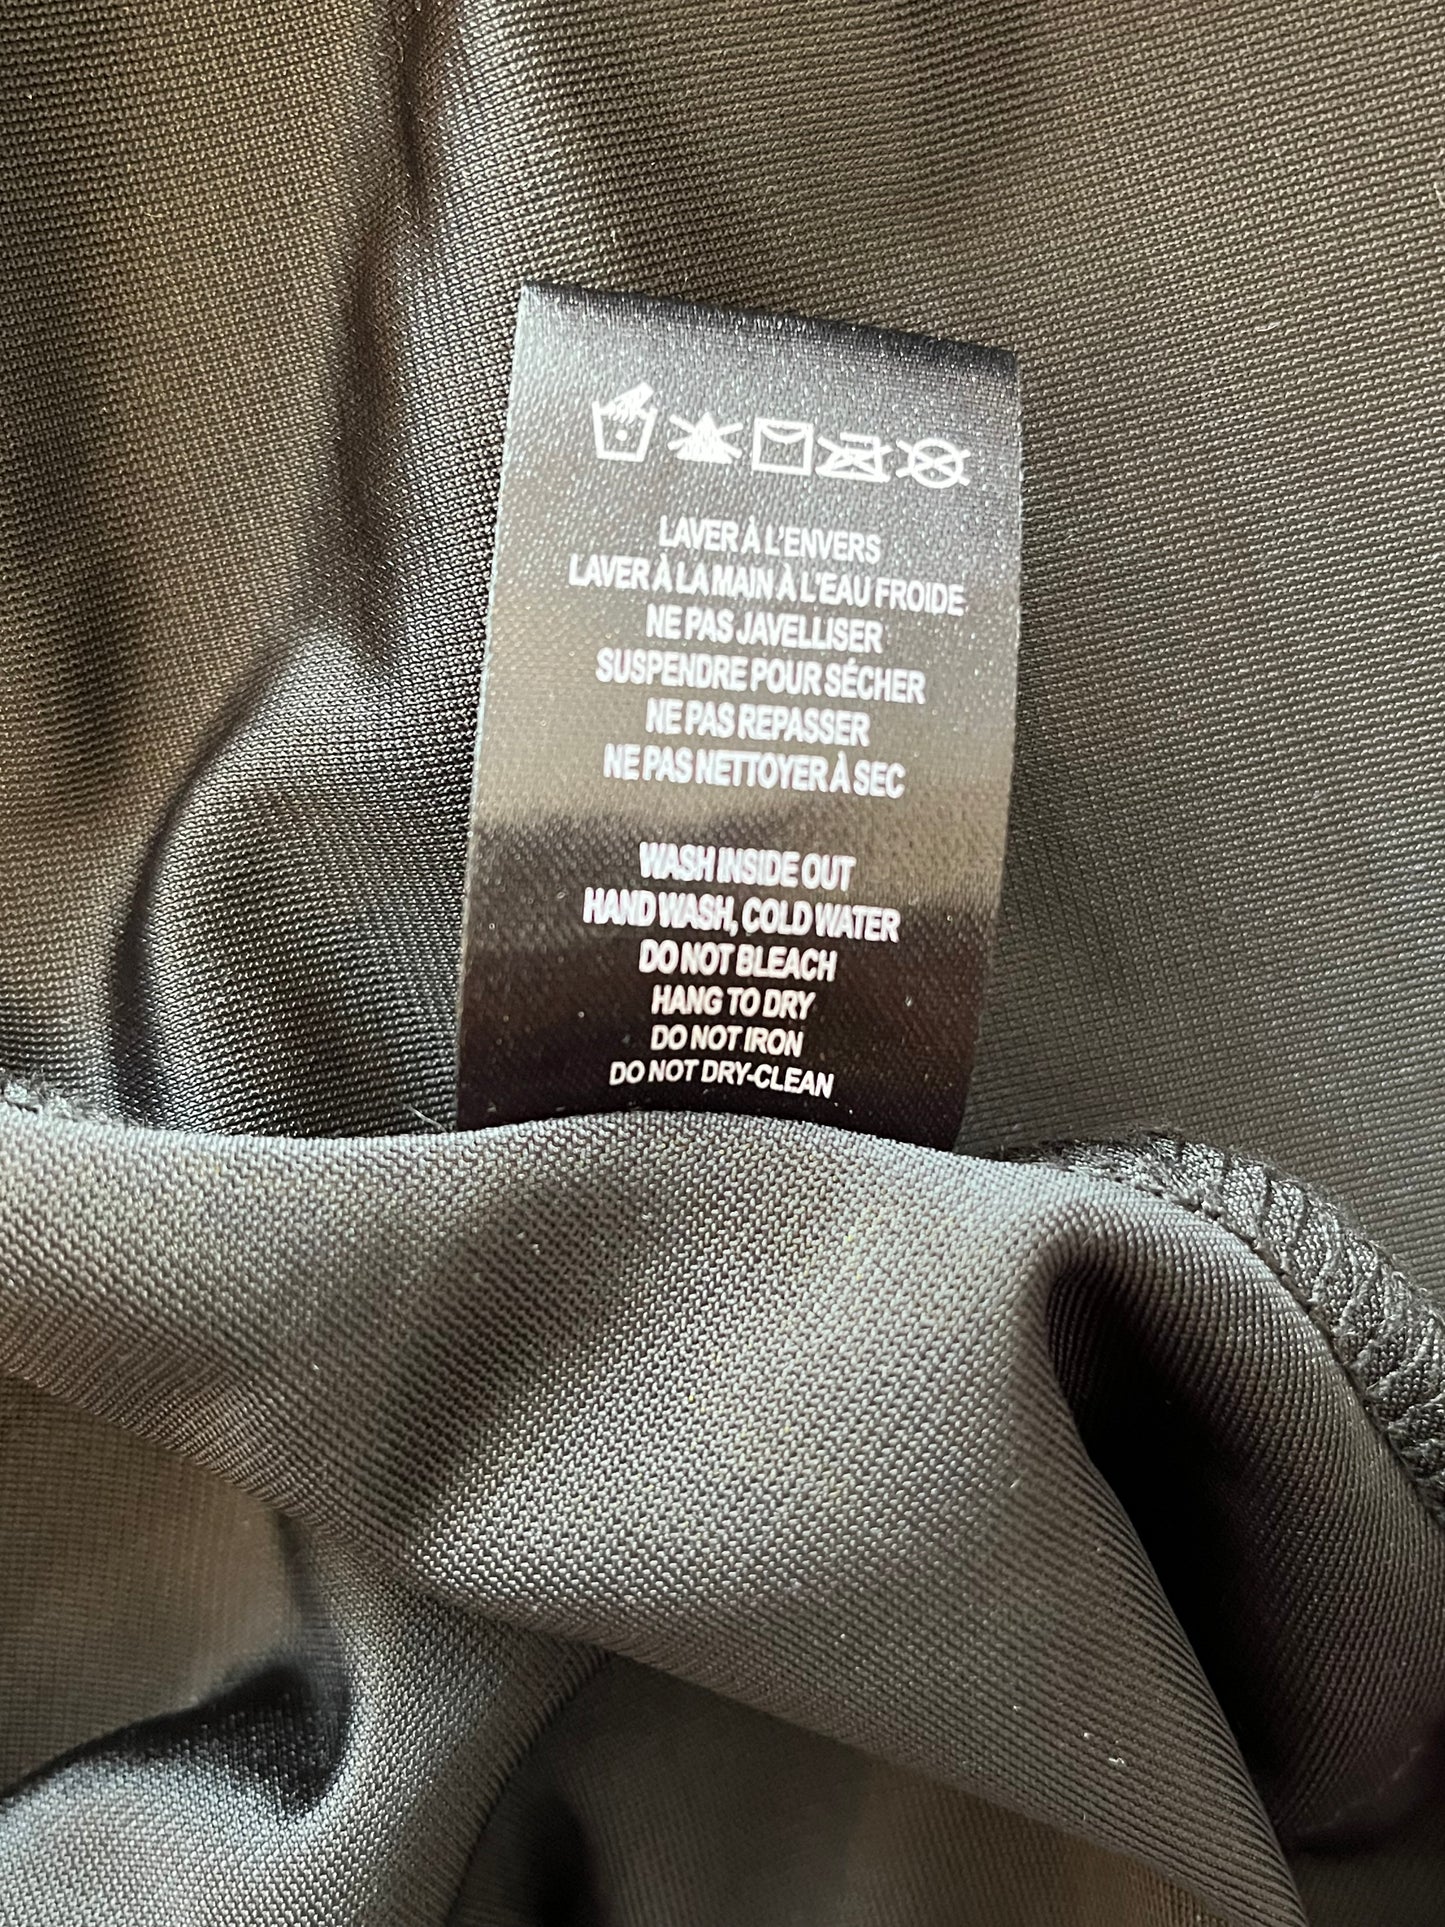 LAVER À L'ENVERS
LAVER À LA MAIN À L'EAU FROIDE
NE PAS JAVELLISER
SUSPENDRE POUR SÉCHER
NE PAS REPASSER
NE PAS NETTOYER À SEC
WASH INSIDE OUT
HAND WASH, COLD WATER
DO NOT BLEACH
HANG TO DRY
DO NOT IRON
DO NOT DRY-CLEAN